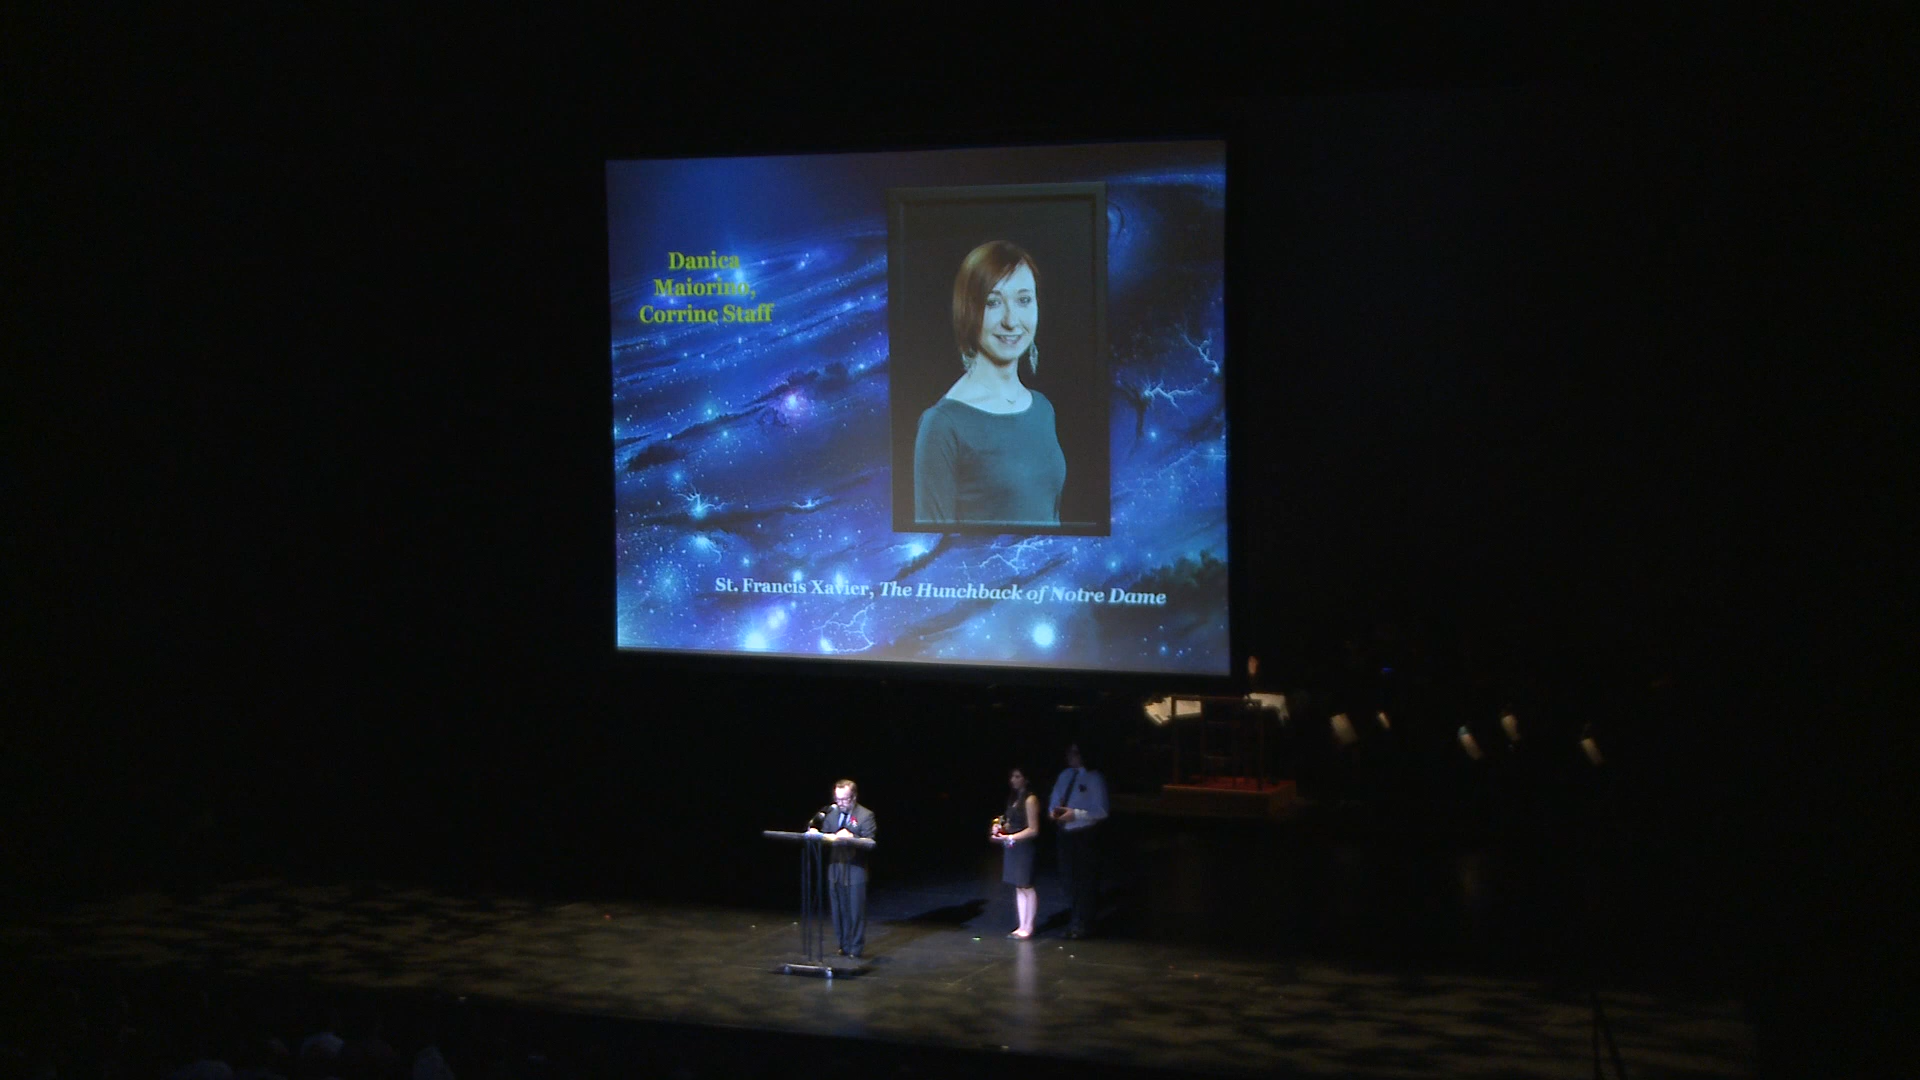 Danica
Maiorino,
Corrine Staff
St. Francis Xavier, The Hunchback of Notre Dame